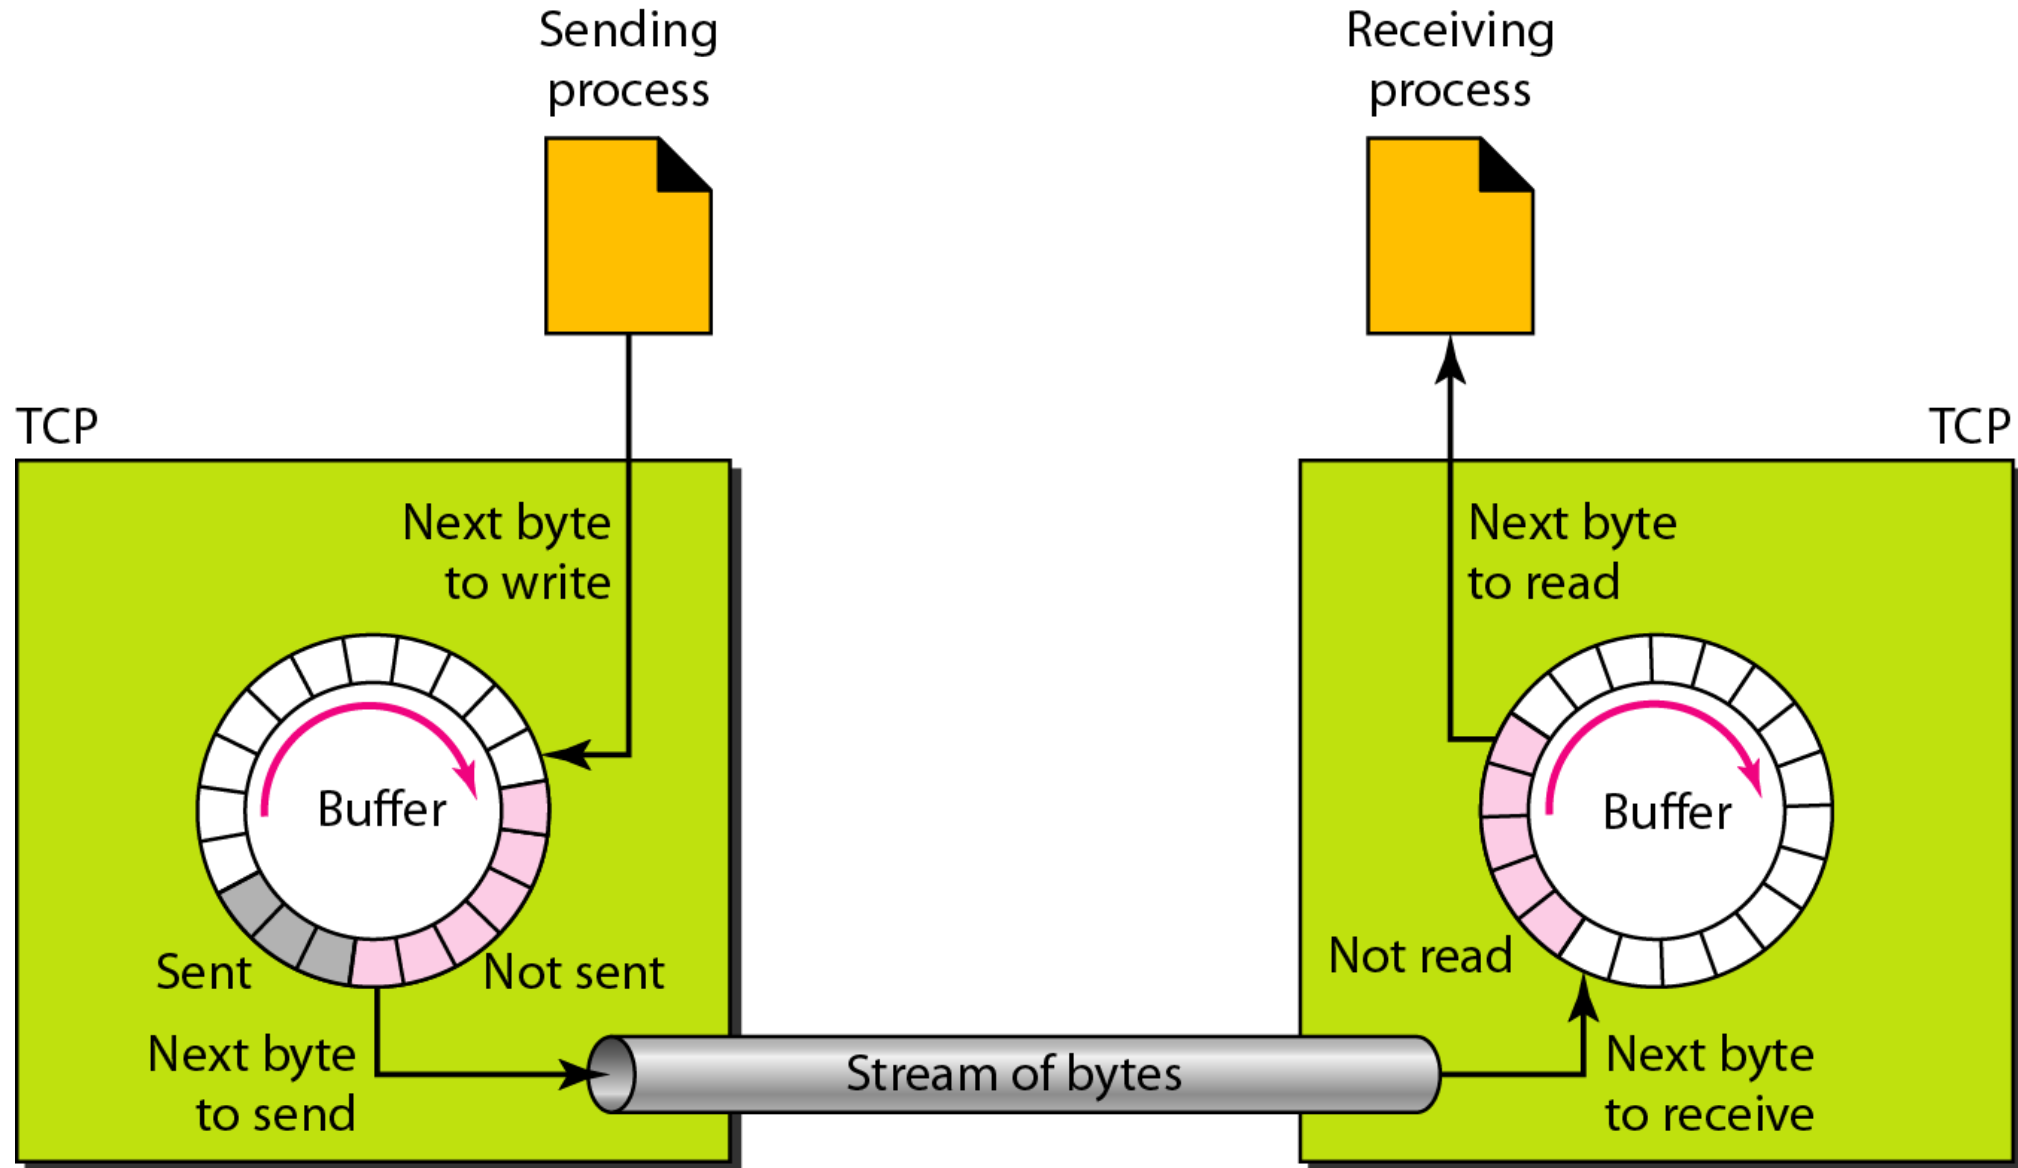 Sending
process
Receiving
process
TCP
TCP
Next byte
to write
Next byte
to read
Buffer
Buffer
Sent
Not sent
Not read
Next byte
to send
Stream of bytes
Next byte
to receive